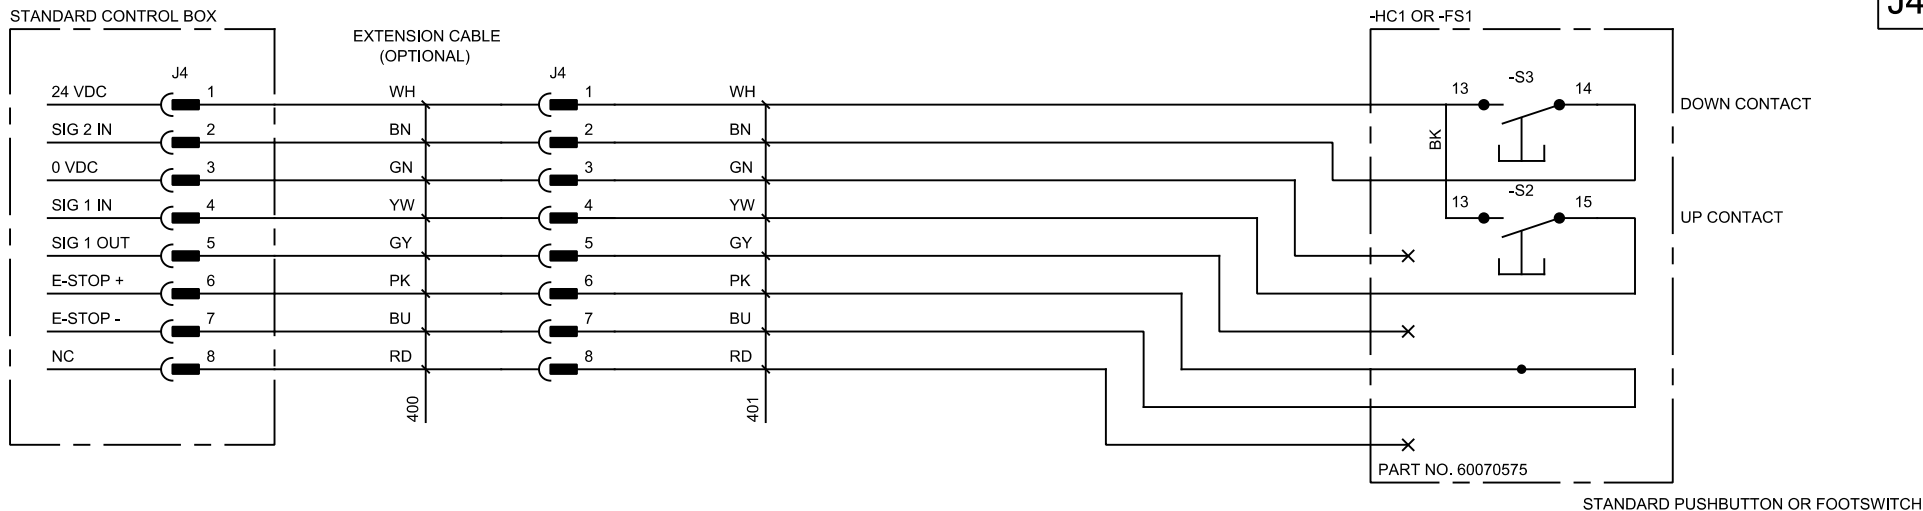 STANDARD CONTROL BOX
-HC1 OR -FS1
J4
EXTENSION CABLE
(OPTIONAL)
J4
J4
-S3
24 VDC 1 WH 1 WH 13 14 DOWN CONTACT
SIG 2 IN 2 BN 2 BN BK
0 VDC 3 GN 3 GN
-S2
SIG 1 IN 4 YW 4 YW 13 15 UP CONTACT
SIG 1 OUT 5 GY 5 GY
E-STOP + 6 PK 6 PK
E-STOP - 7 BU 7 BU
NC 8 RD 8 RD
400 401
PART NO. 60070575
STANDARD PUSHBUTTON OR FOOTSWITCH